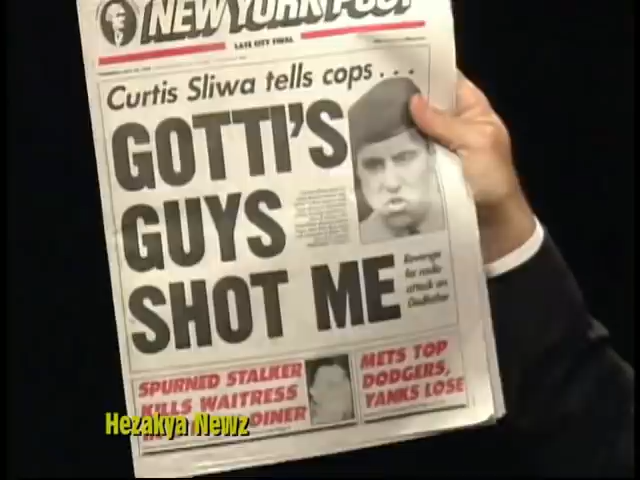 NEW YORK POST
LATE CITY FINAL
Curtis Sliwa tells cops . . .
GOTTI'S
GUYS
SHOT ME
Revenge
for radio
attack on
Godfather
SPURNED STALKER
KILLS WAITRESS
DINER
METS TOP
DODGERS,
YANKS LOSE
Hezakya Newz